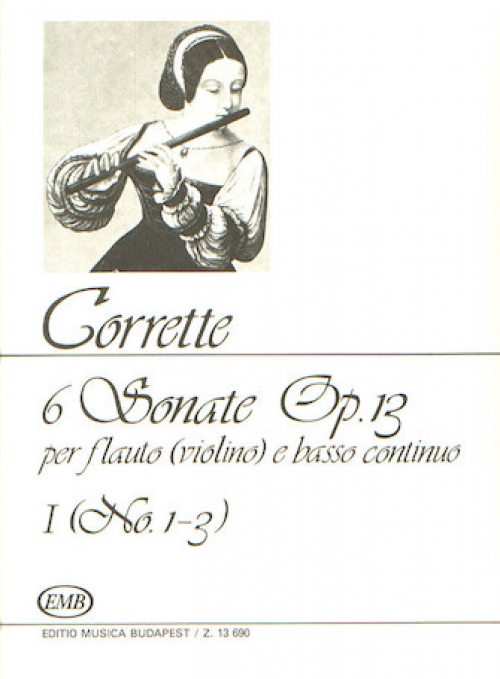 Corrette
6 Sonate Op. 13
per flauto (violino) e basso continuo
I (No. 1-3)
EMB
EDITIO MUSICA BUDAPEST / Z. 13 690